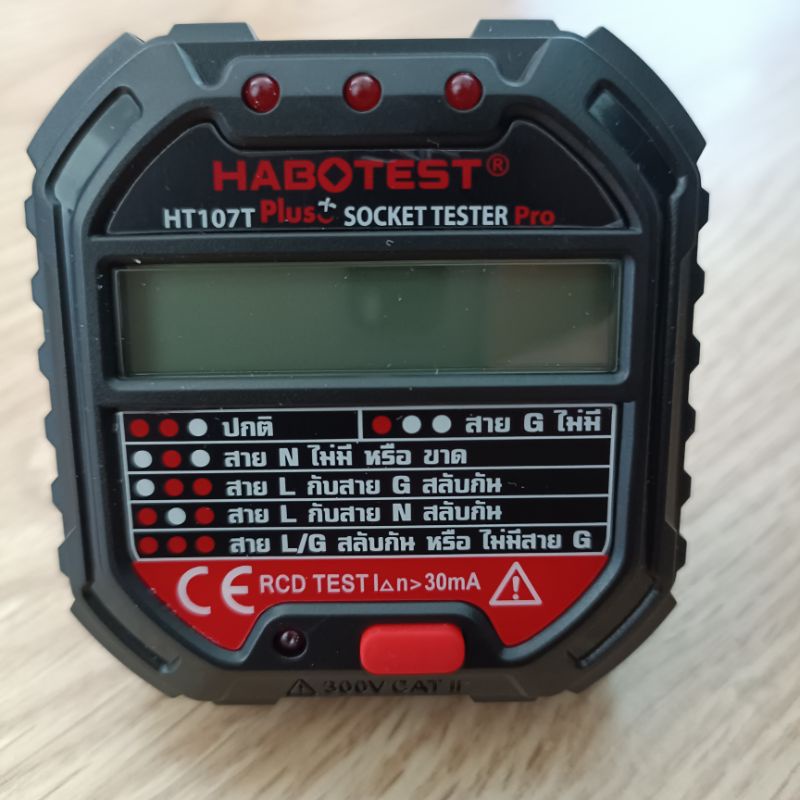 HABOTEST®
HT107T Plus+ SOCKET TESTER Pro
ปกติ
สาย G ไม่มี
สาย N ไม่มี หรือ ขาด
สาย L กับสาย G สลับกัน
สาย L กับสาย N สลับกัน
สาย L/G สลับกัน หรือ ไม่มีสาย G
CE RCD TEST I△n>30mA
300V CAT II